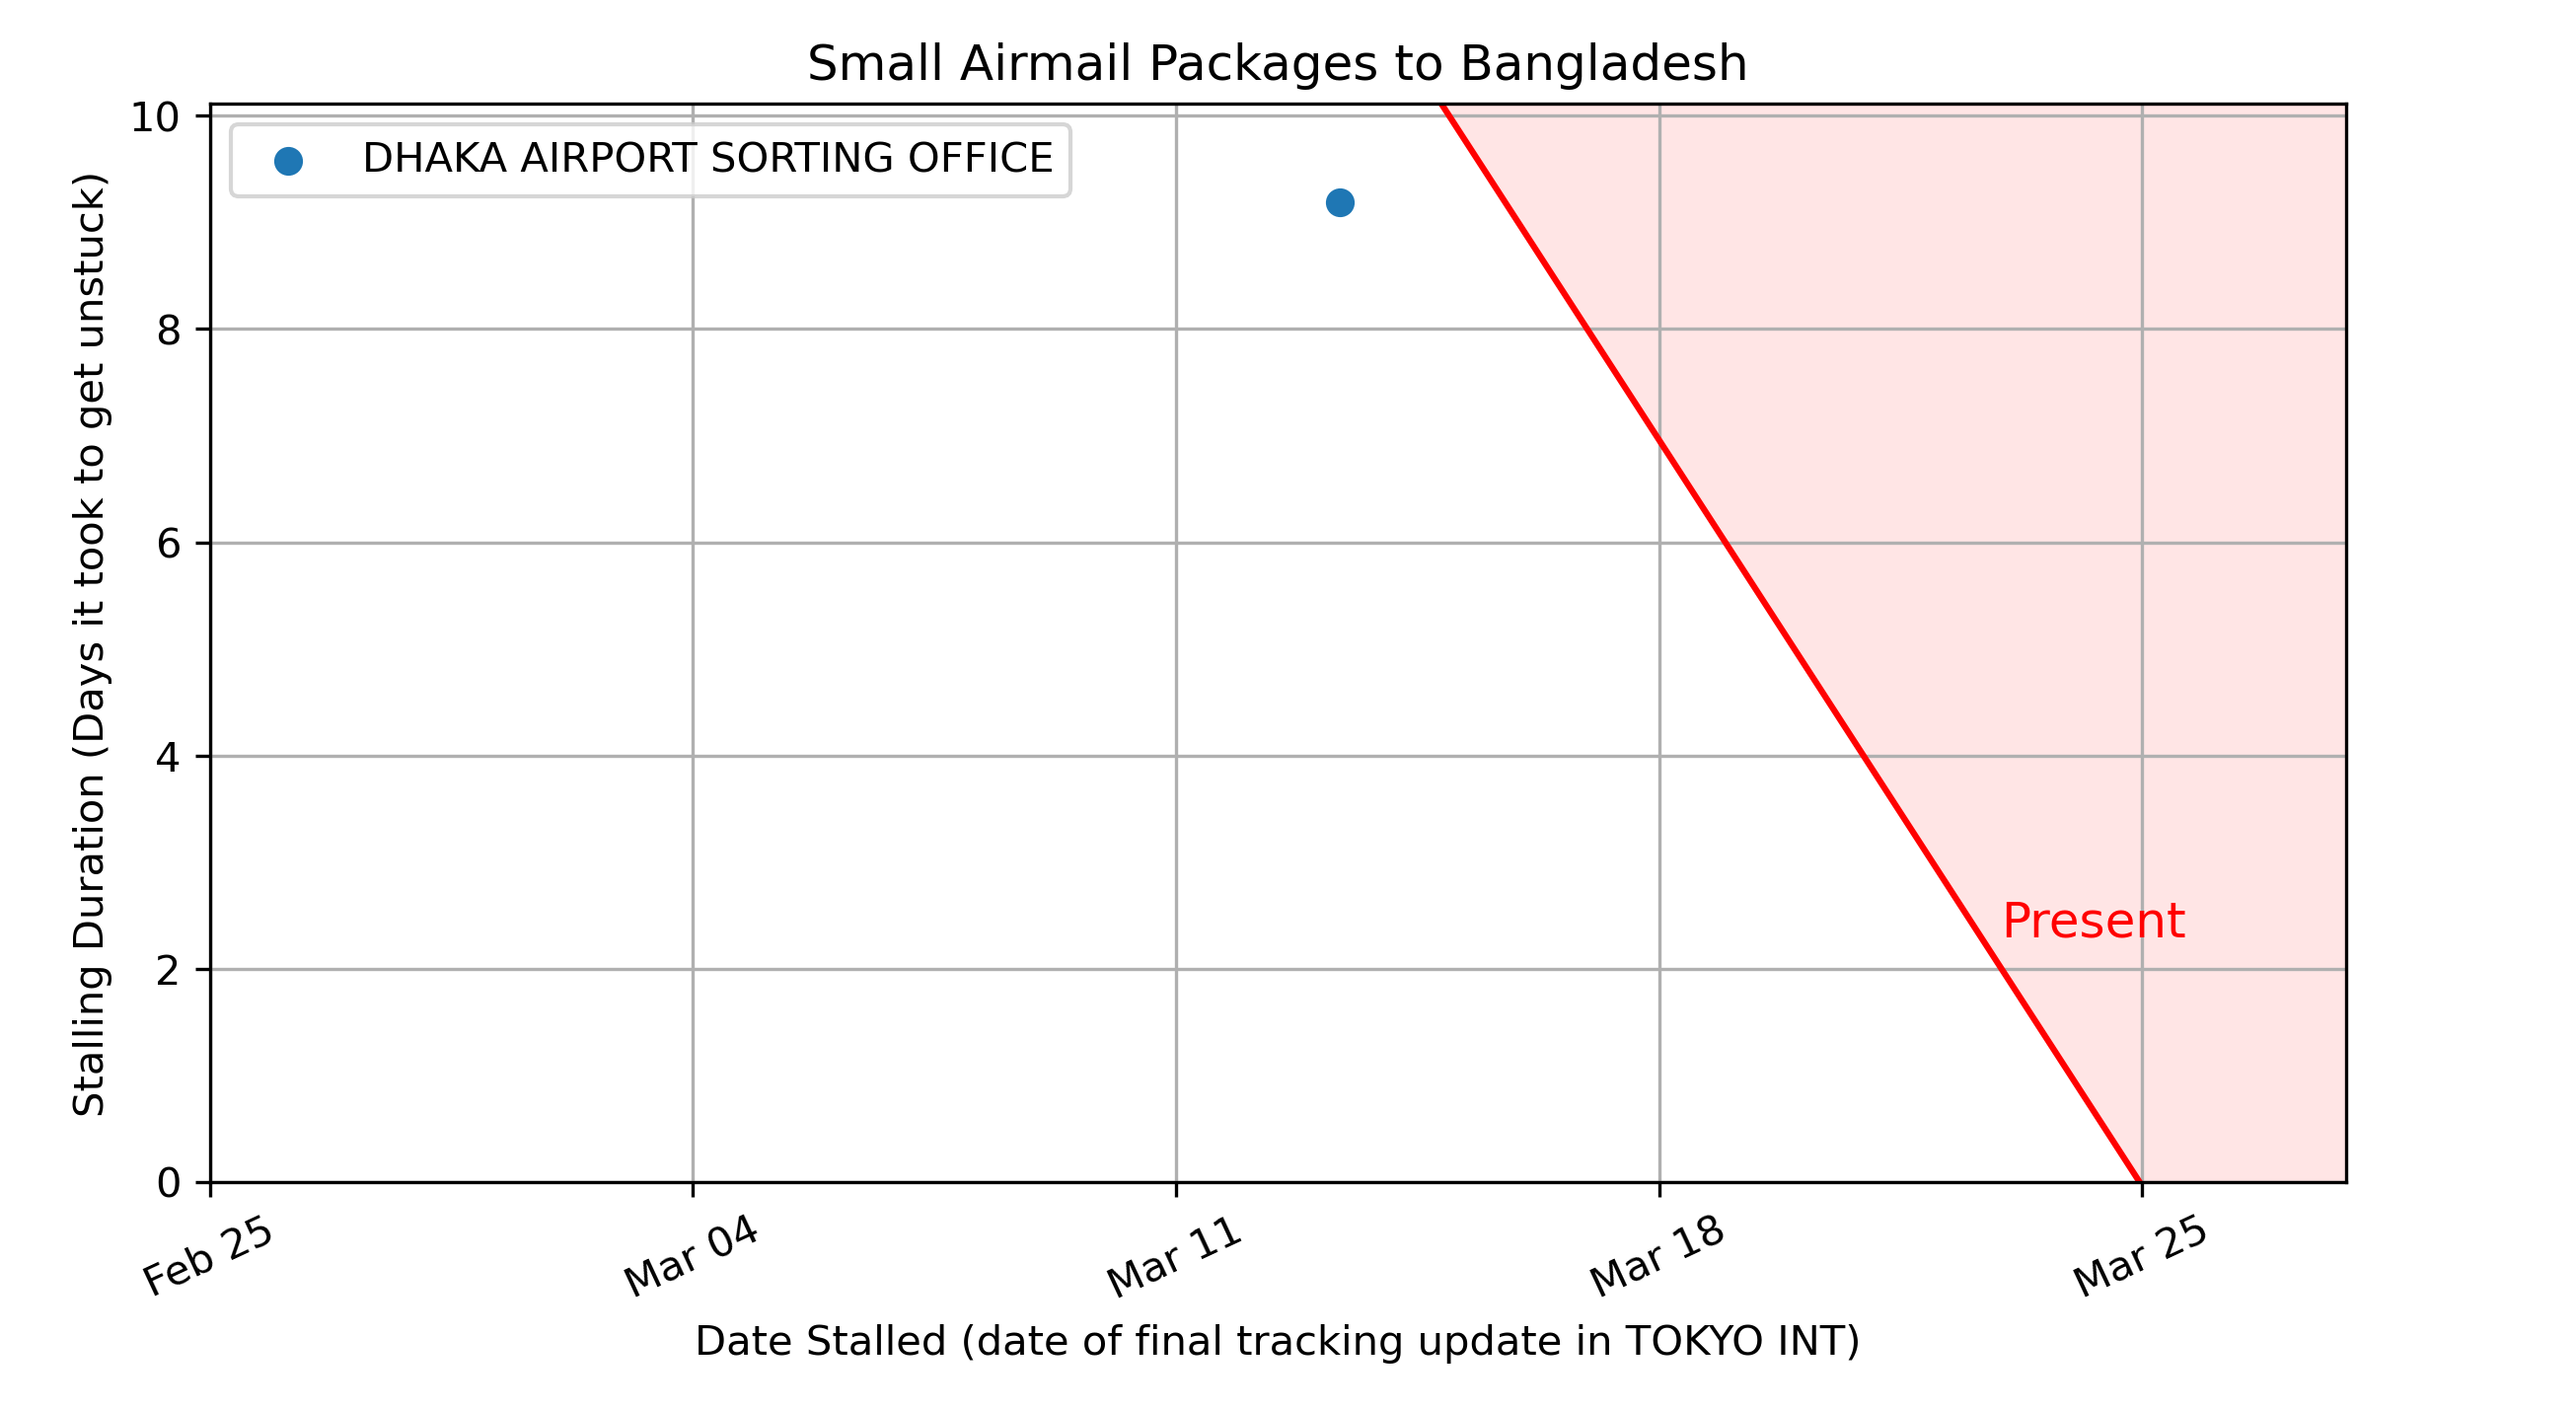 Small Airmail Packages to Bangladesh
DHAKA AIRPORT SORTING OFFICE
Stalling Duration (Days it took to get unstuck)
10
8
6
4
2
0
Present
Feb 25
Mar 04
Mar 11
Mar 18
Mar 25
Date Stalled (date of final tracking update in TOKYO INT)